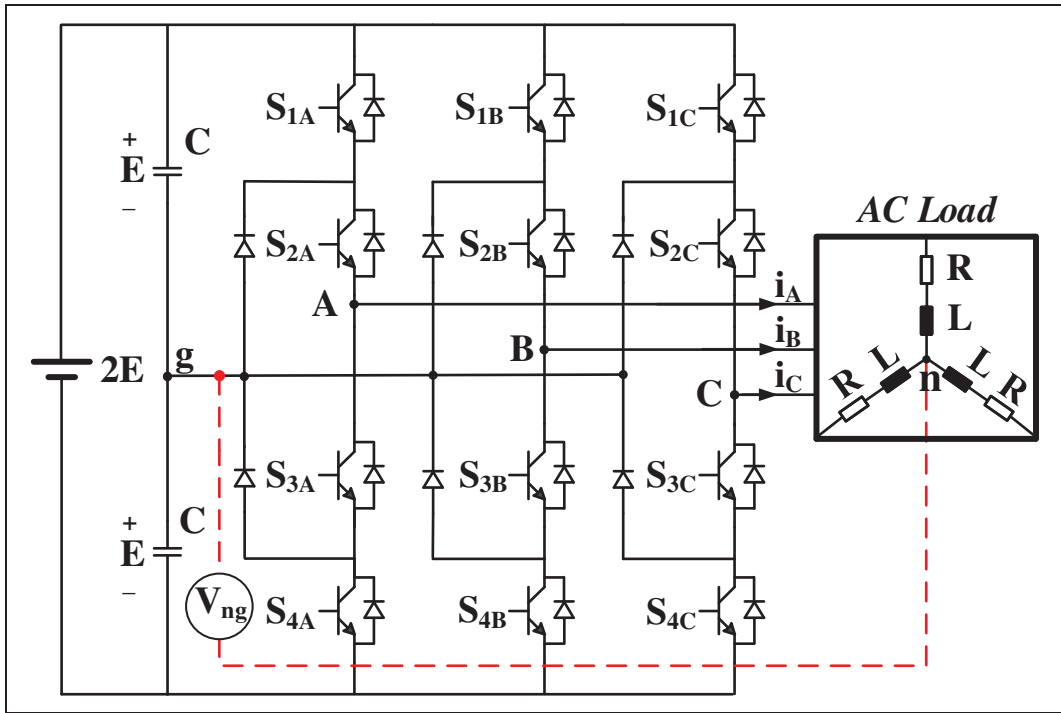 S1A
S1B
S1C
+
E
−
C
AC Load
S2A
S2B
S2C
R
L
A
iA
B
iB
C
iC
2E
g
R
L
n
L
R
S3A
S3B
S3C
+
E
−
C
Vng
S4A
S4B
S4C